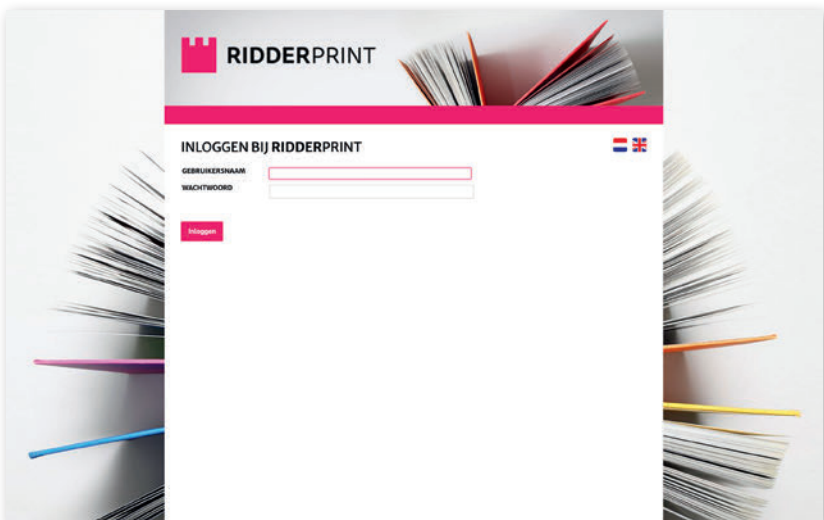 RIDDERPRINT
INLOGGEN BIJ RIDDERPRINT
GEBRUIKERSNAAM
WACHTWOORD
Inloggen